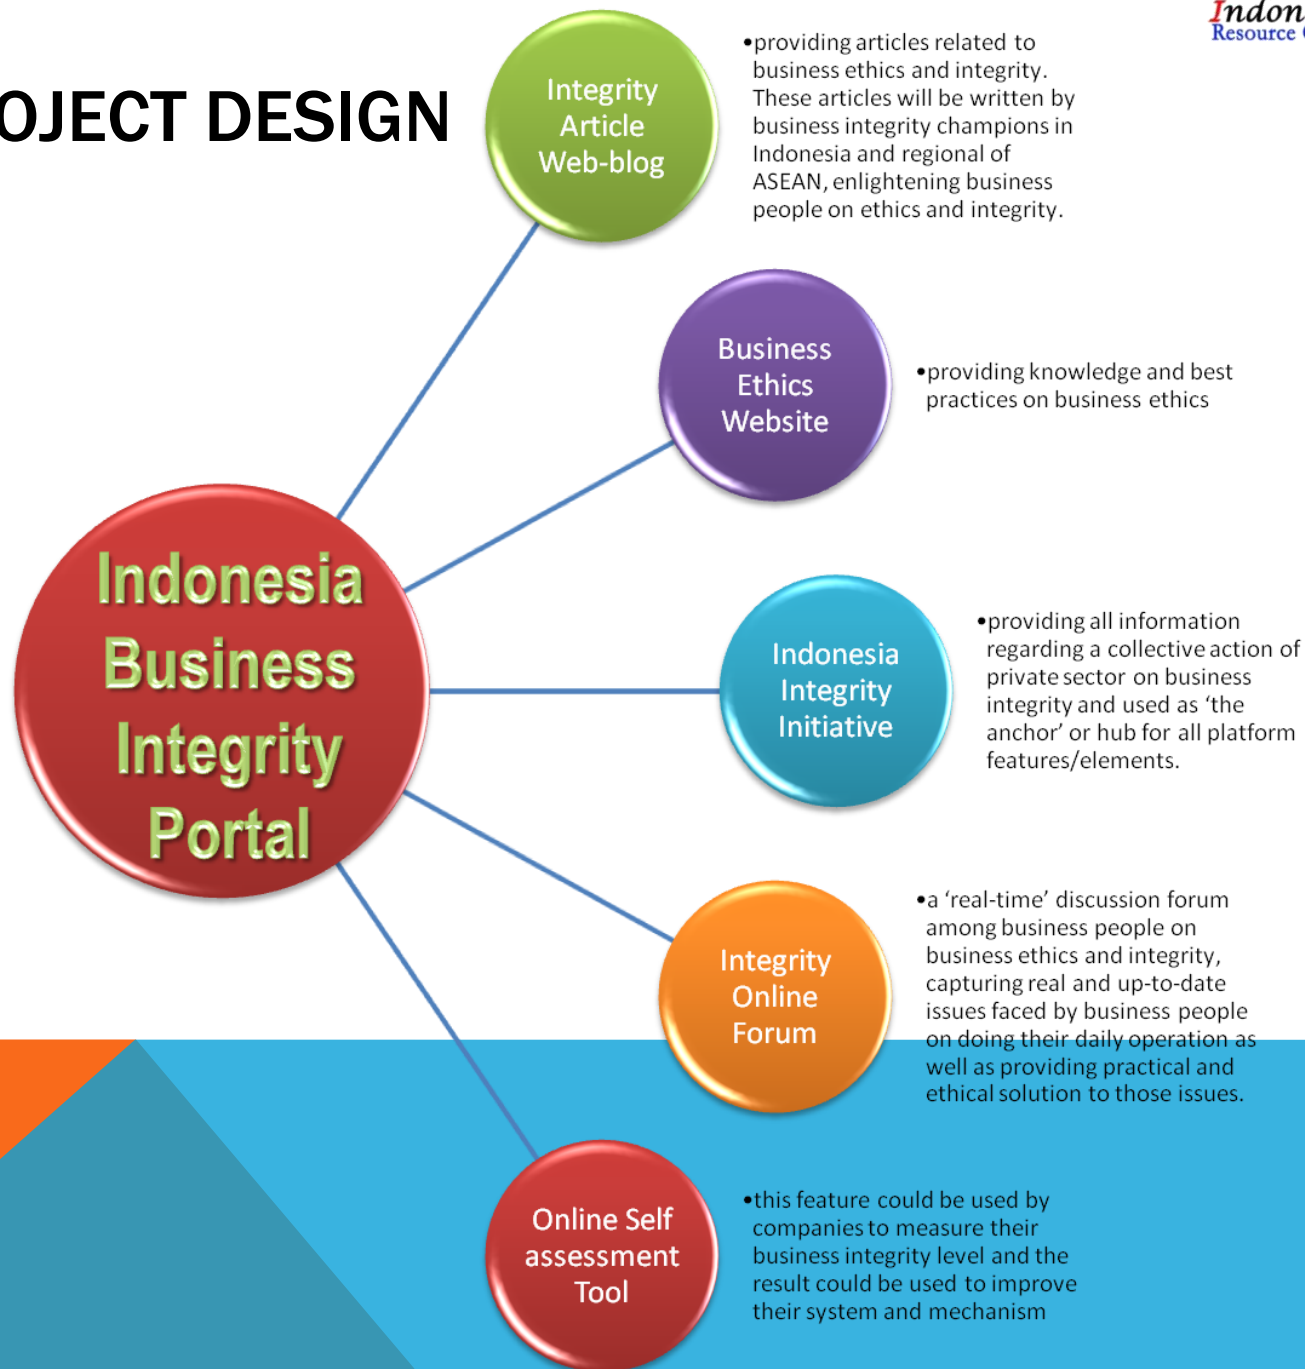 Indon
Resource
OJECT DESIGN
Integrity
Article
Web-blog
•providing articles related to
business ethics and integrity.
These articles will be written by
business integrity champions in
Indonesia and regional of
ASEAN, enlightening business
people on ethics and integrity.
Business
Ethics
Website
•providing knowledge and best
practices on business ethics
Indonesia
Business
Integrity
Portal
Indonesia
Integrity
Initiative
•providing all information
regarding a collective action of
private sector on business
integrity and used as ‘the
anchor’ or hub for all platform
features/elements.
Integrity
Online
Forum
•a ‘real-time’ discussion forum
among business people on
business ethics and integrity,
capturing real and up-to-date
issues faced by business people
on doing their daily operation as
well as providing practical and
ethical solution to those issues.
Online Self
assessment
Tool
•this feature could be used by
companies to measure their
business integrity level and the
result could be used to improve
their system and mechanism